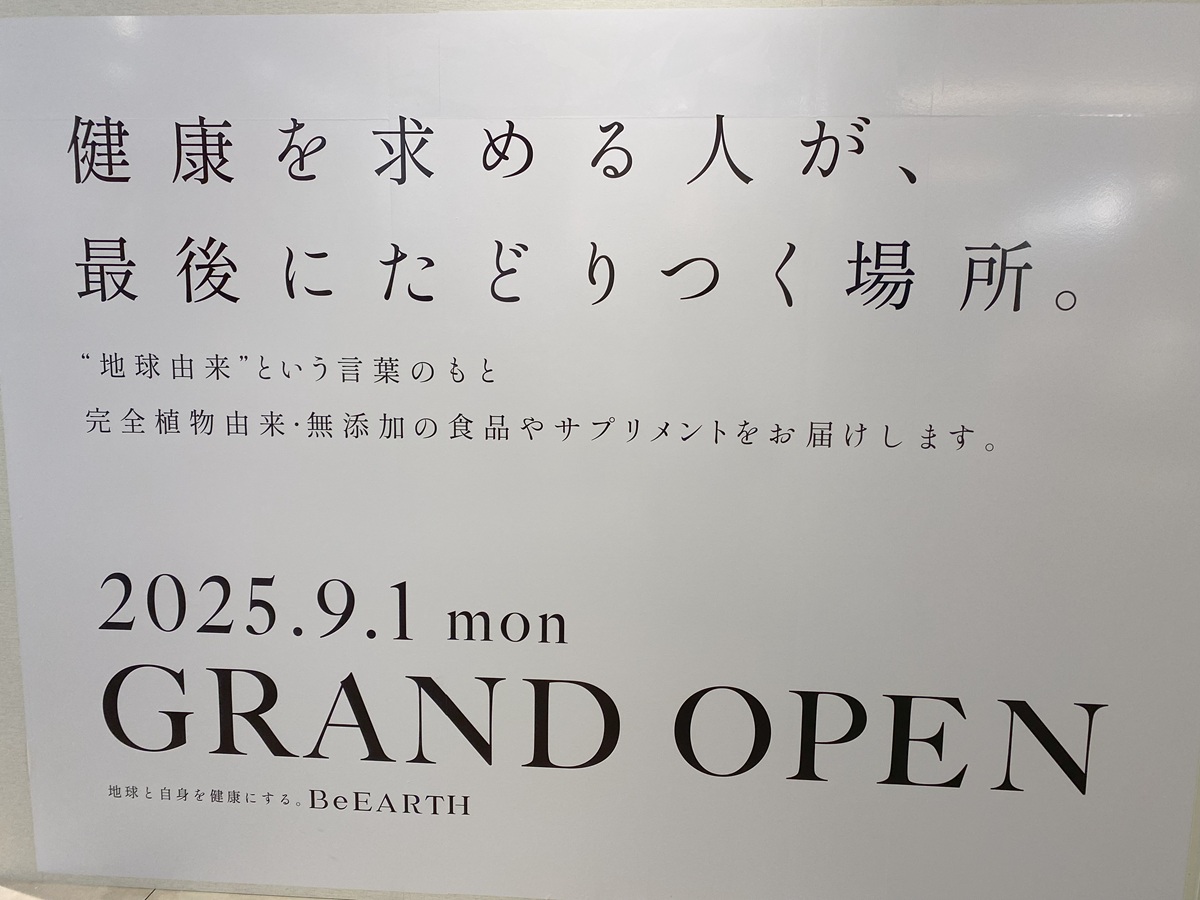 健康を求める人が、
最後にたどりつく場所。
“地球由来”という言葉のもと
完全植物由来・無添加の食品やサプリメントをお届けします。
2025.9.1 mon
GRAND OPEN
地球と自身を健康にする。BeEARTH